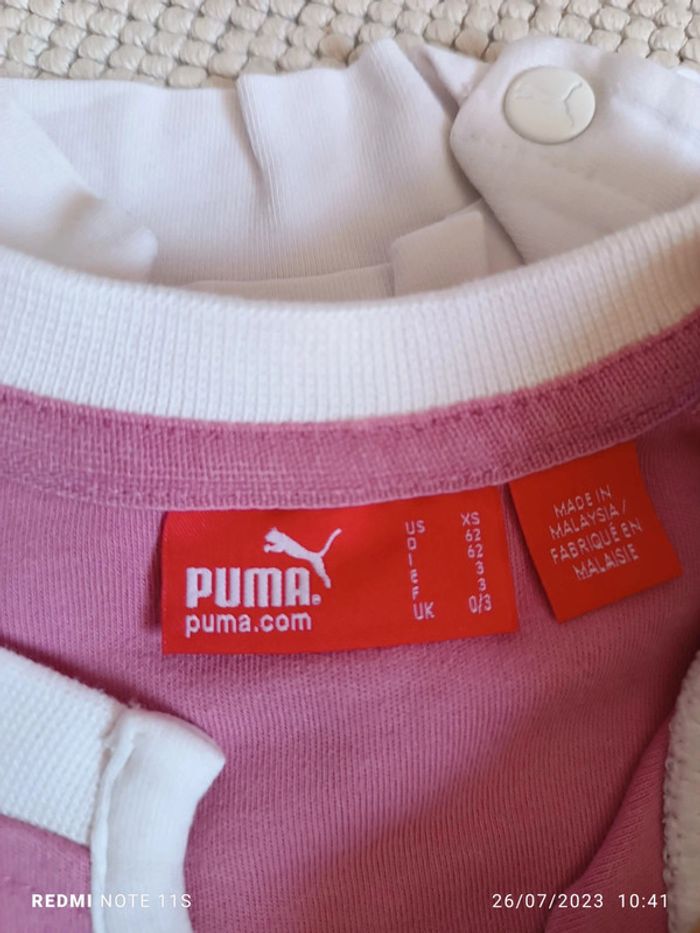 PUMA®
puma.com
US XS
D 62
I 62
E 3
F 3
UK 0/3
MADE IN
MALAYSIA /
FABRIQUÉ EN
MALAISIE
REDMI NOTE 11S
26/07/2023 10:41